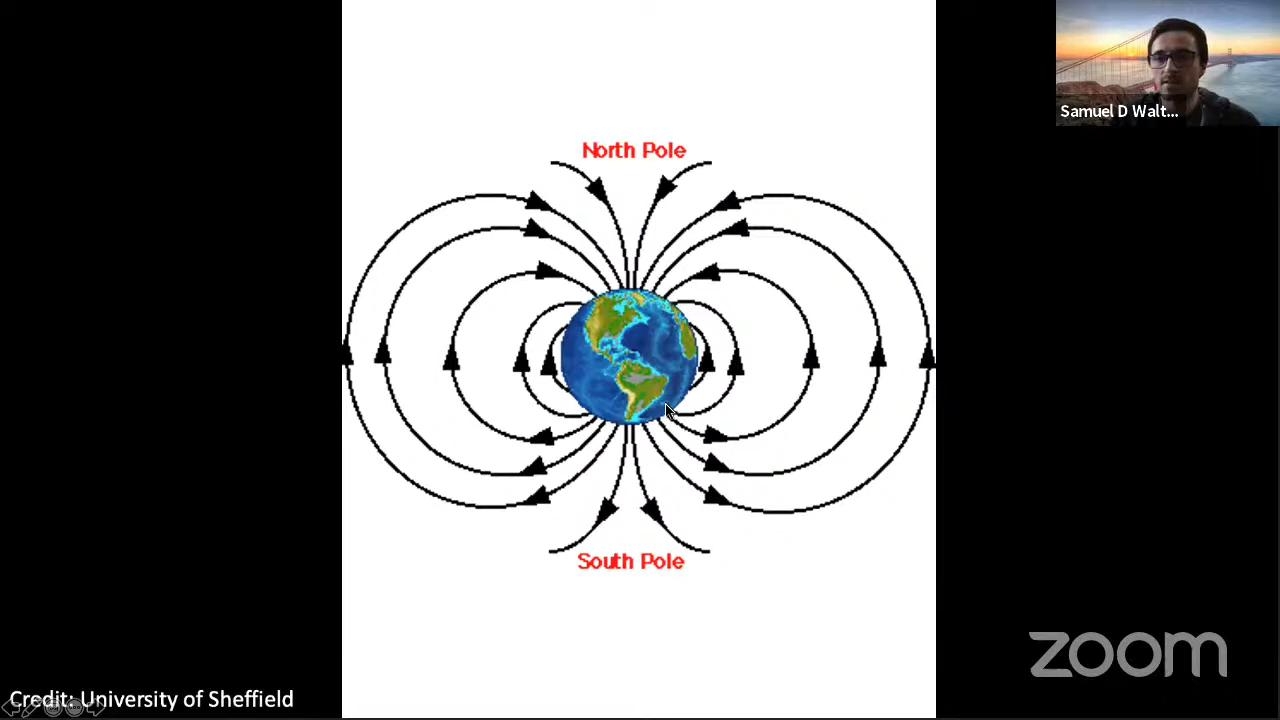 North Pole
South Pole
Samuel D Walt...
zoom
Credit: University of Sheffield